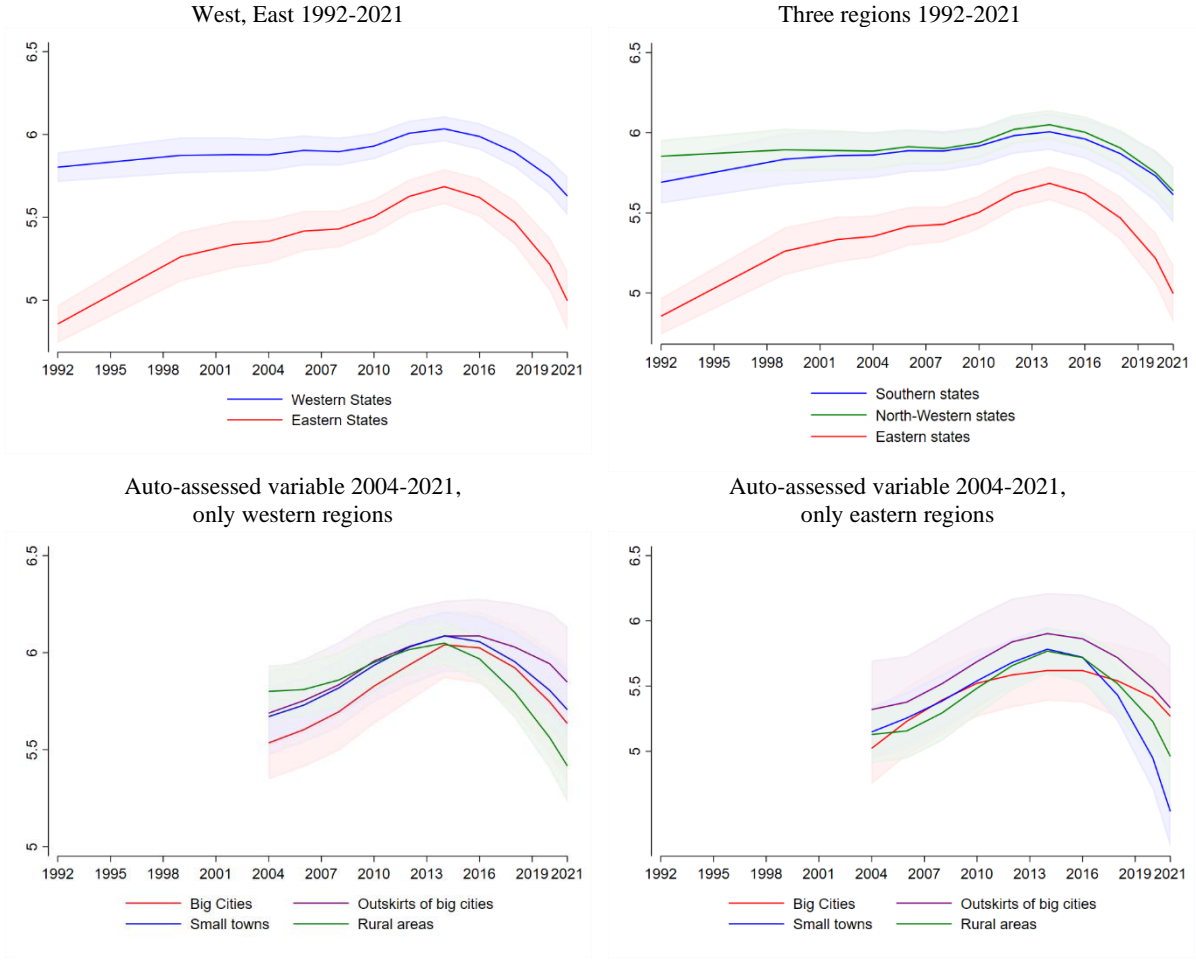 West, East 1992-2021
6.5
6
5.5
5
1992 1995 1998 2001 2004 2007 2010 2013 2016 2019 2021
Western States
Eastern States
Three regions 1992-2021
6.5
6
5.5
5
1992 1995 1998 2001 2004 2007 2010 2013 2016 2019 2021
Southern states
North-Western states
Eastern states
Auto-assessed variable 2004-2021,
only western regions
6.5
6
5.5
5
1992 1995 1998 2001 2004 2007 2010 2013 2016 2019 2021
Big Cities Outskirts of big cities
Small towns Rural areas
Auto-assessed variable 2004-2021,
only eastern regions
6.5
6
5.5
5
1992 1995 1998 2001 2004 2007 2010 2013 2016 2019 2021
Big Cities Outskirts of big cities
Small towns Rural areas